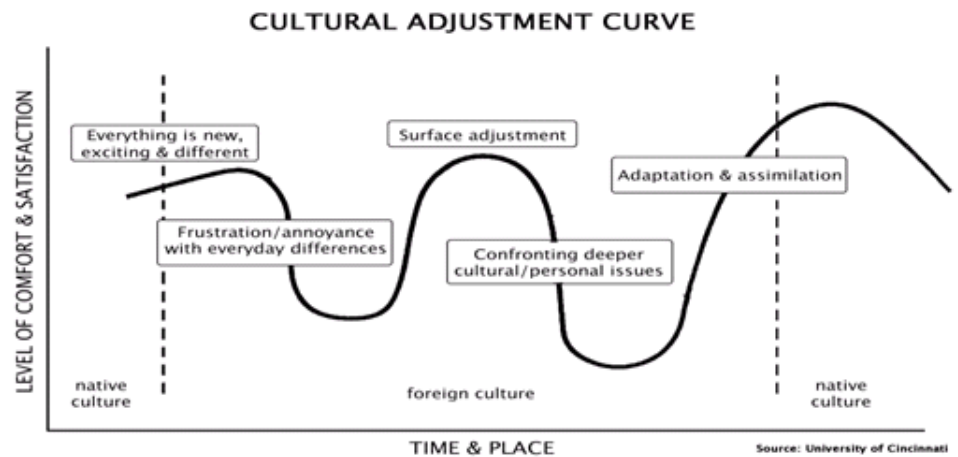 CULTURAL ADJUSTMENT CURVE
LEVEL OF COMFORT & SATISFACTION
Everything is new,
exciting & different
Surface adjustment
Adaptation & assimilation
Frustration/annoyance
with everyday differences
Confronting deeper
cultural/personal issues
native
culture
foreign culture
native
culture
TIME & PLACE
Source: University of Cincinnati